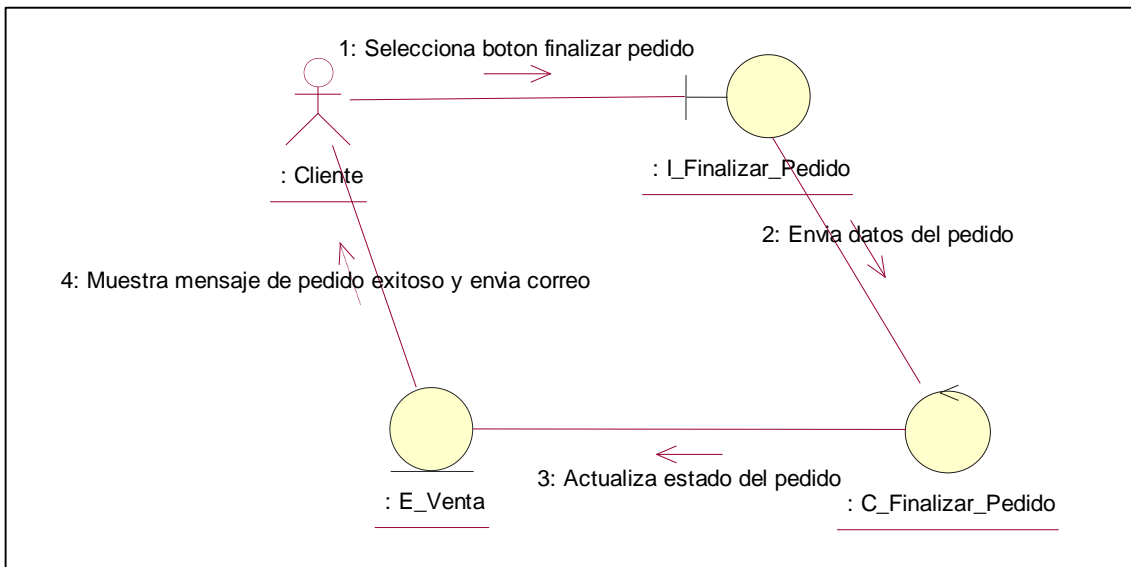 1: Selecciona boton finalizar pedido
: Cliente
: I_Finalizar_Pedido
2: Envia datos del pedido
4: Muestra mensaje de pedido exitoso y envia correo
3: Actualiza estado del pedido
: E_Venta
: C_Finalizar_Pedido